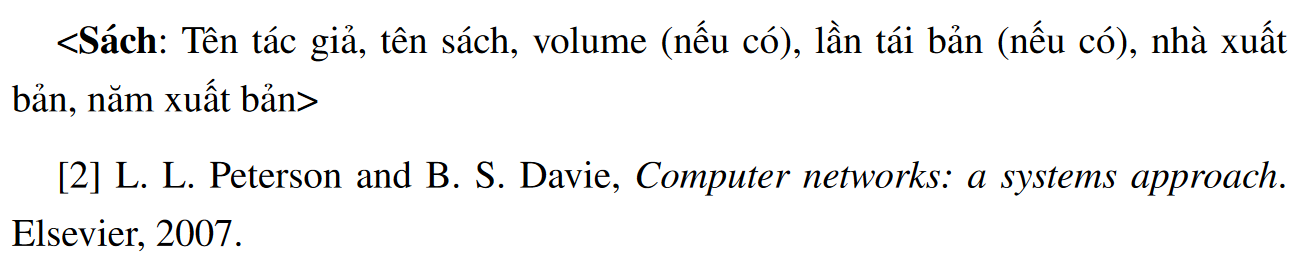 <Sách: Tên tác giả, tên sách, volume (nếu có), lần tái bản (nếu có), nhà xuất
bản, năm xuất bản>
[2] L. L. Peterson and B. S. Davie, Computer networks: a systems approach.
Elsevier, 2007.